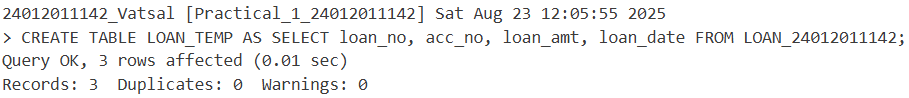 24012011142_Vatsal [Practical_1_24012011142] Sat Aug 23 12:05:55 2025
> CREATE TABLE LOAN_TEMP AS SELECT loan_no, acc_no, loan_amt, loan_date FROM LOAN_24012011142;
Query OK, 3 rows affected (0.01 sec)
Records: 3  Duplicates: 0  Warnings: 0